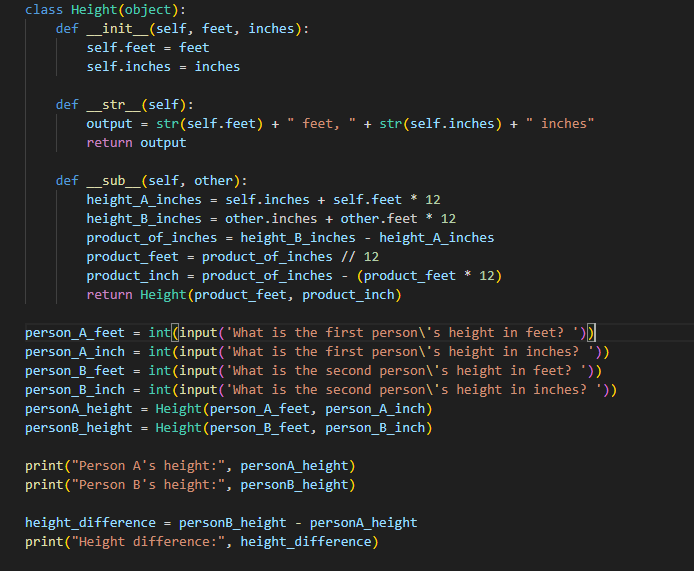 class Height(object):
    def __init__(self, feet, inches):
        self.feet = feet
        self.inches = inches

    def __str__(self):
        output = str(self.feet) + " feet, " + str(self.inches) + " inches"
        return output

    def __sub__(self, other):
        height_A_inches = self.inches + self.feet * 12
        height_B_inches = other.inches + other.feet * 12
        product_of_inches = height_B_inches - height_A_inches
        product_feet = product_of_inches // 12
        product_inch = product_of_inches - (product_feet * 12)
        return Height(product_feet, product_inch)

person_A_feet = int(input('What is the first person\'s height in feet? '))
person_A_inch = int(input('What is the first person\'s height in inches? '))
person_B_feet = int(input('What is the second person\'s height in feet? '))
person_B_inch = int(input('What is the second person\'s height in inches? '))
personA_height = Height(person_A_feet, person_A_inch)
personB_height = Height(person_B_feet, person_B_inch)

print("Person A's height:", personA_height)
print("Person B's height:", personB_height)

height_difference = personB_height - personA_height
print("Height difference:", height_difference)